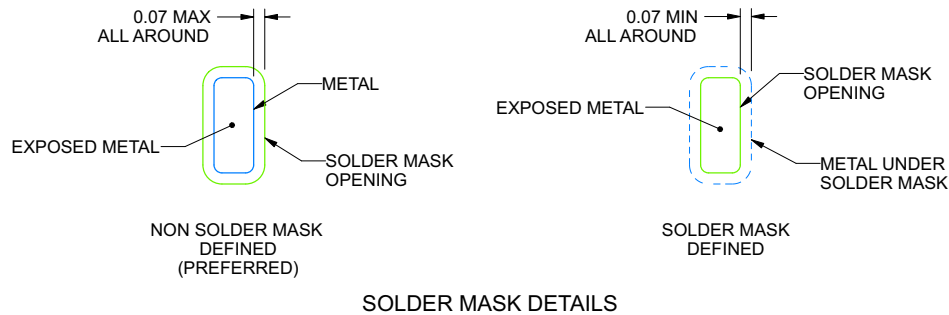 0.07 MAX
ALL AROUND
METAL
EXPOSED METAL
SOLDER MASK
OPENING
NON SOLDER MASK
DEFINED
(PREFERRED)
0.07 MIN
ALL AROUND
SOLDER MASK
OPENING
EXPOSED METAL
METAL UNDER
SOLDER MASK
SOLDER MASK
DEFINED
SOLDER MASK DETAILS